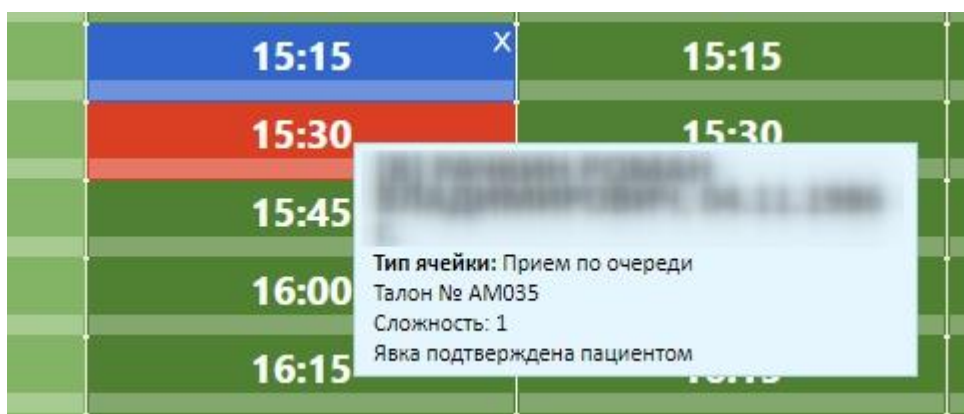 15:15 X 15:15
15:30 15:30
15:45
Тип ячейки: Прием по очереди
16:00
Талон № АМ035
Сложность: 1
Явка подтверждена пациентом
16:15